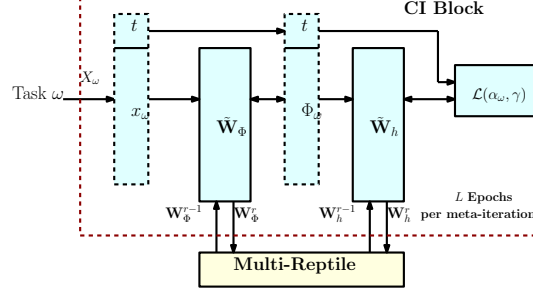 CI Block
t
t
X_ω
Task ω
x_ω
W̃_Φ
Φ_ω
W̃_h
ℒ(α_ω, γ)
W_Φ^{r-1}
W_Φ^r
W_h^{r-1}
W_h^r
L Epochs
per meta-iteration
Multi-Reptile